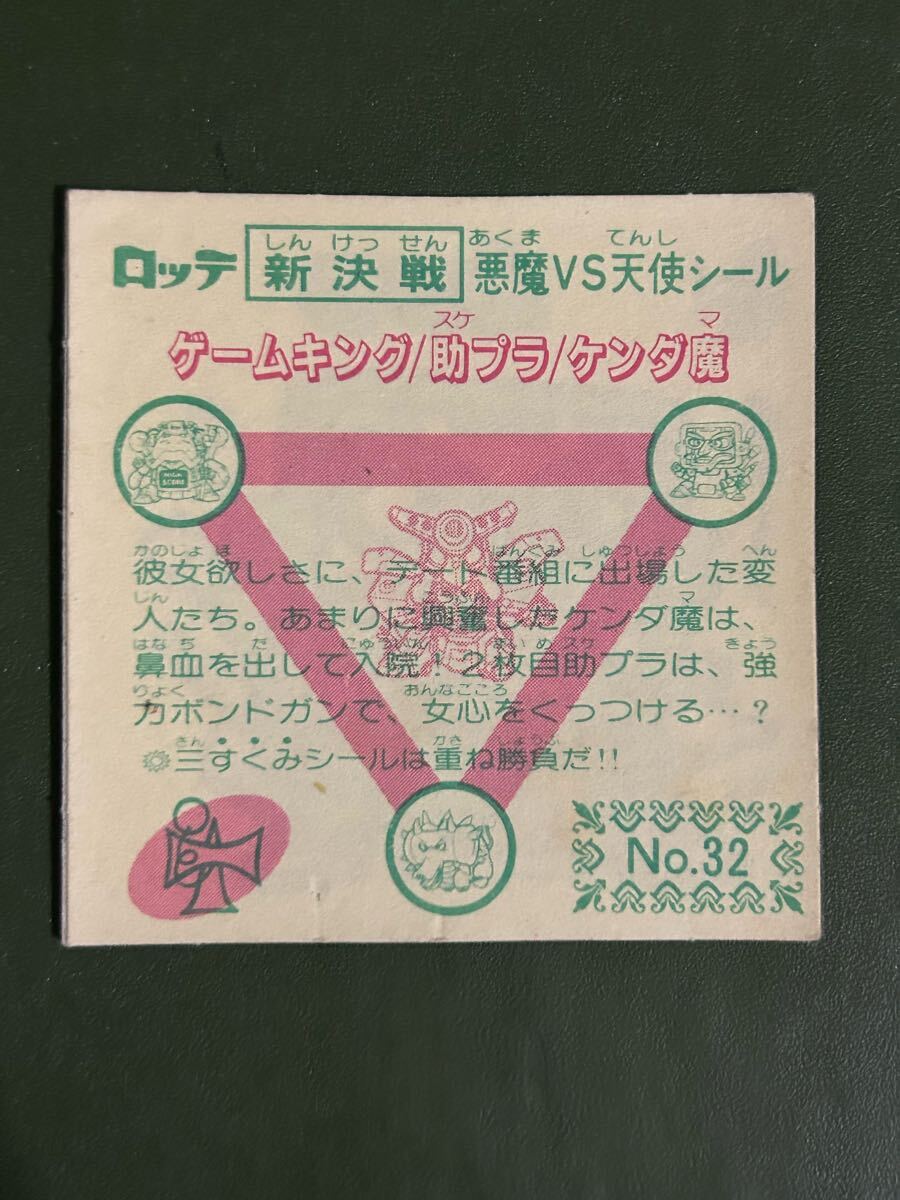 ロッテ 新決戦 悪魔VS天使シール
しん けっ せん あくま てんし
ゲームキング/助プラ/ケンダ魔
スケ マ
HIGH SCORE
彼女欲しさに、デート番組に出場した変
かのじょ ほ ばんぐみ しゅつじょう へん
人たち。あまりに興奮したケンダ魔は、
じん マ
鼻血を出して入院!2枚目助プラは、強
はなぢ だ スケ きょう
力ボンドガンで、女心をくっつける…?
りょく おんなごころ
三すくみシールは重ね勝負だ!!
さん かさ しょうぶ
No.32